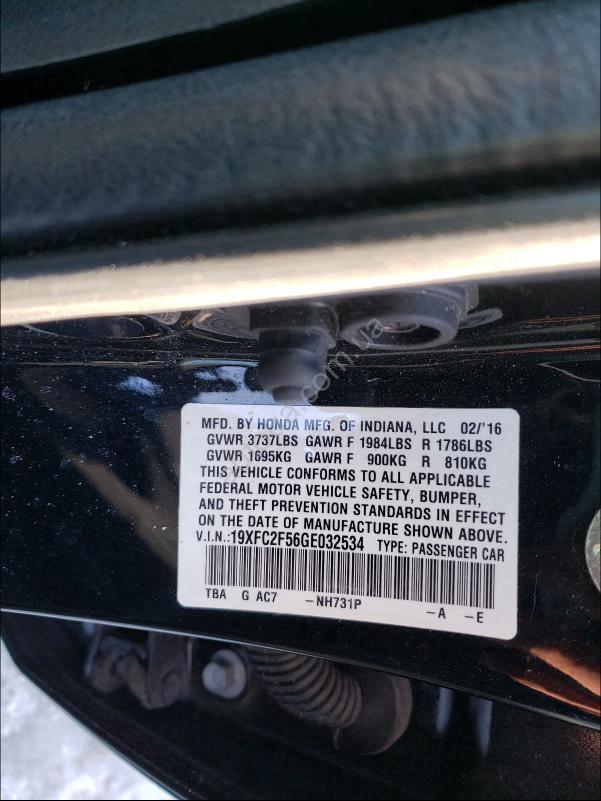 MFD. BY HONDA MFG. OF INDIANA, LLC 02/'16
GVWR 3737LBS GAWR F 1984LBS R 1786LBS
GVWR 1695KG GAWR F 900KG R 810KG
THIS VEHICLE CONFORMS TO ALL APPLICABLE
FEDERAL MOTOR VEHICLE SAFETY, BUMPER,
AND THEFT PREVENTION STANDARDS IN EFFECT
ON THE DATE OF MANUFACTURE SHOWN ABOVE.
V.I.N.:19XFC2F56GE032534 TYPE: PASSENGER CAR
TBA G AC7 -NH731P -A -E